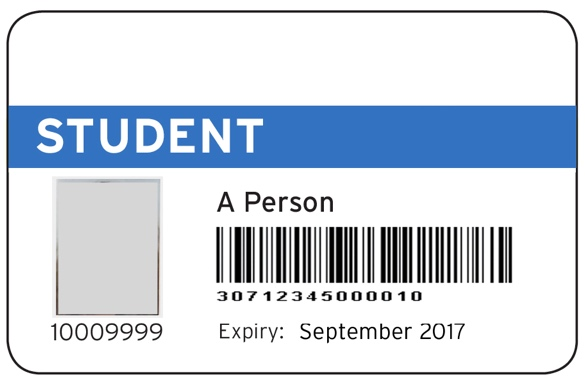 STUDENT
A Person
30712345000010
10009999
Expiry: September 2017